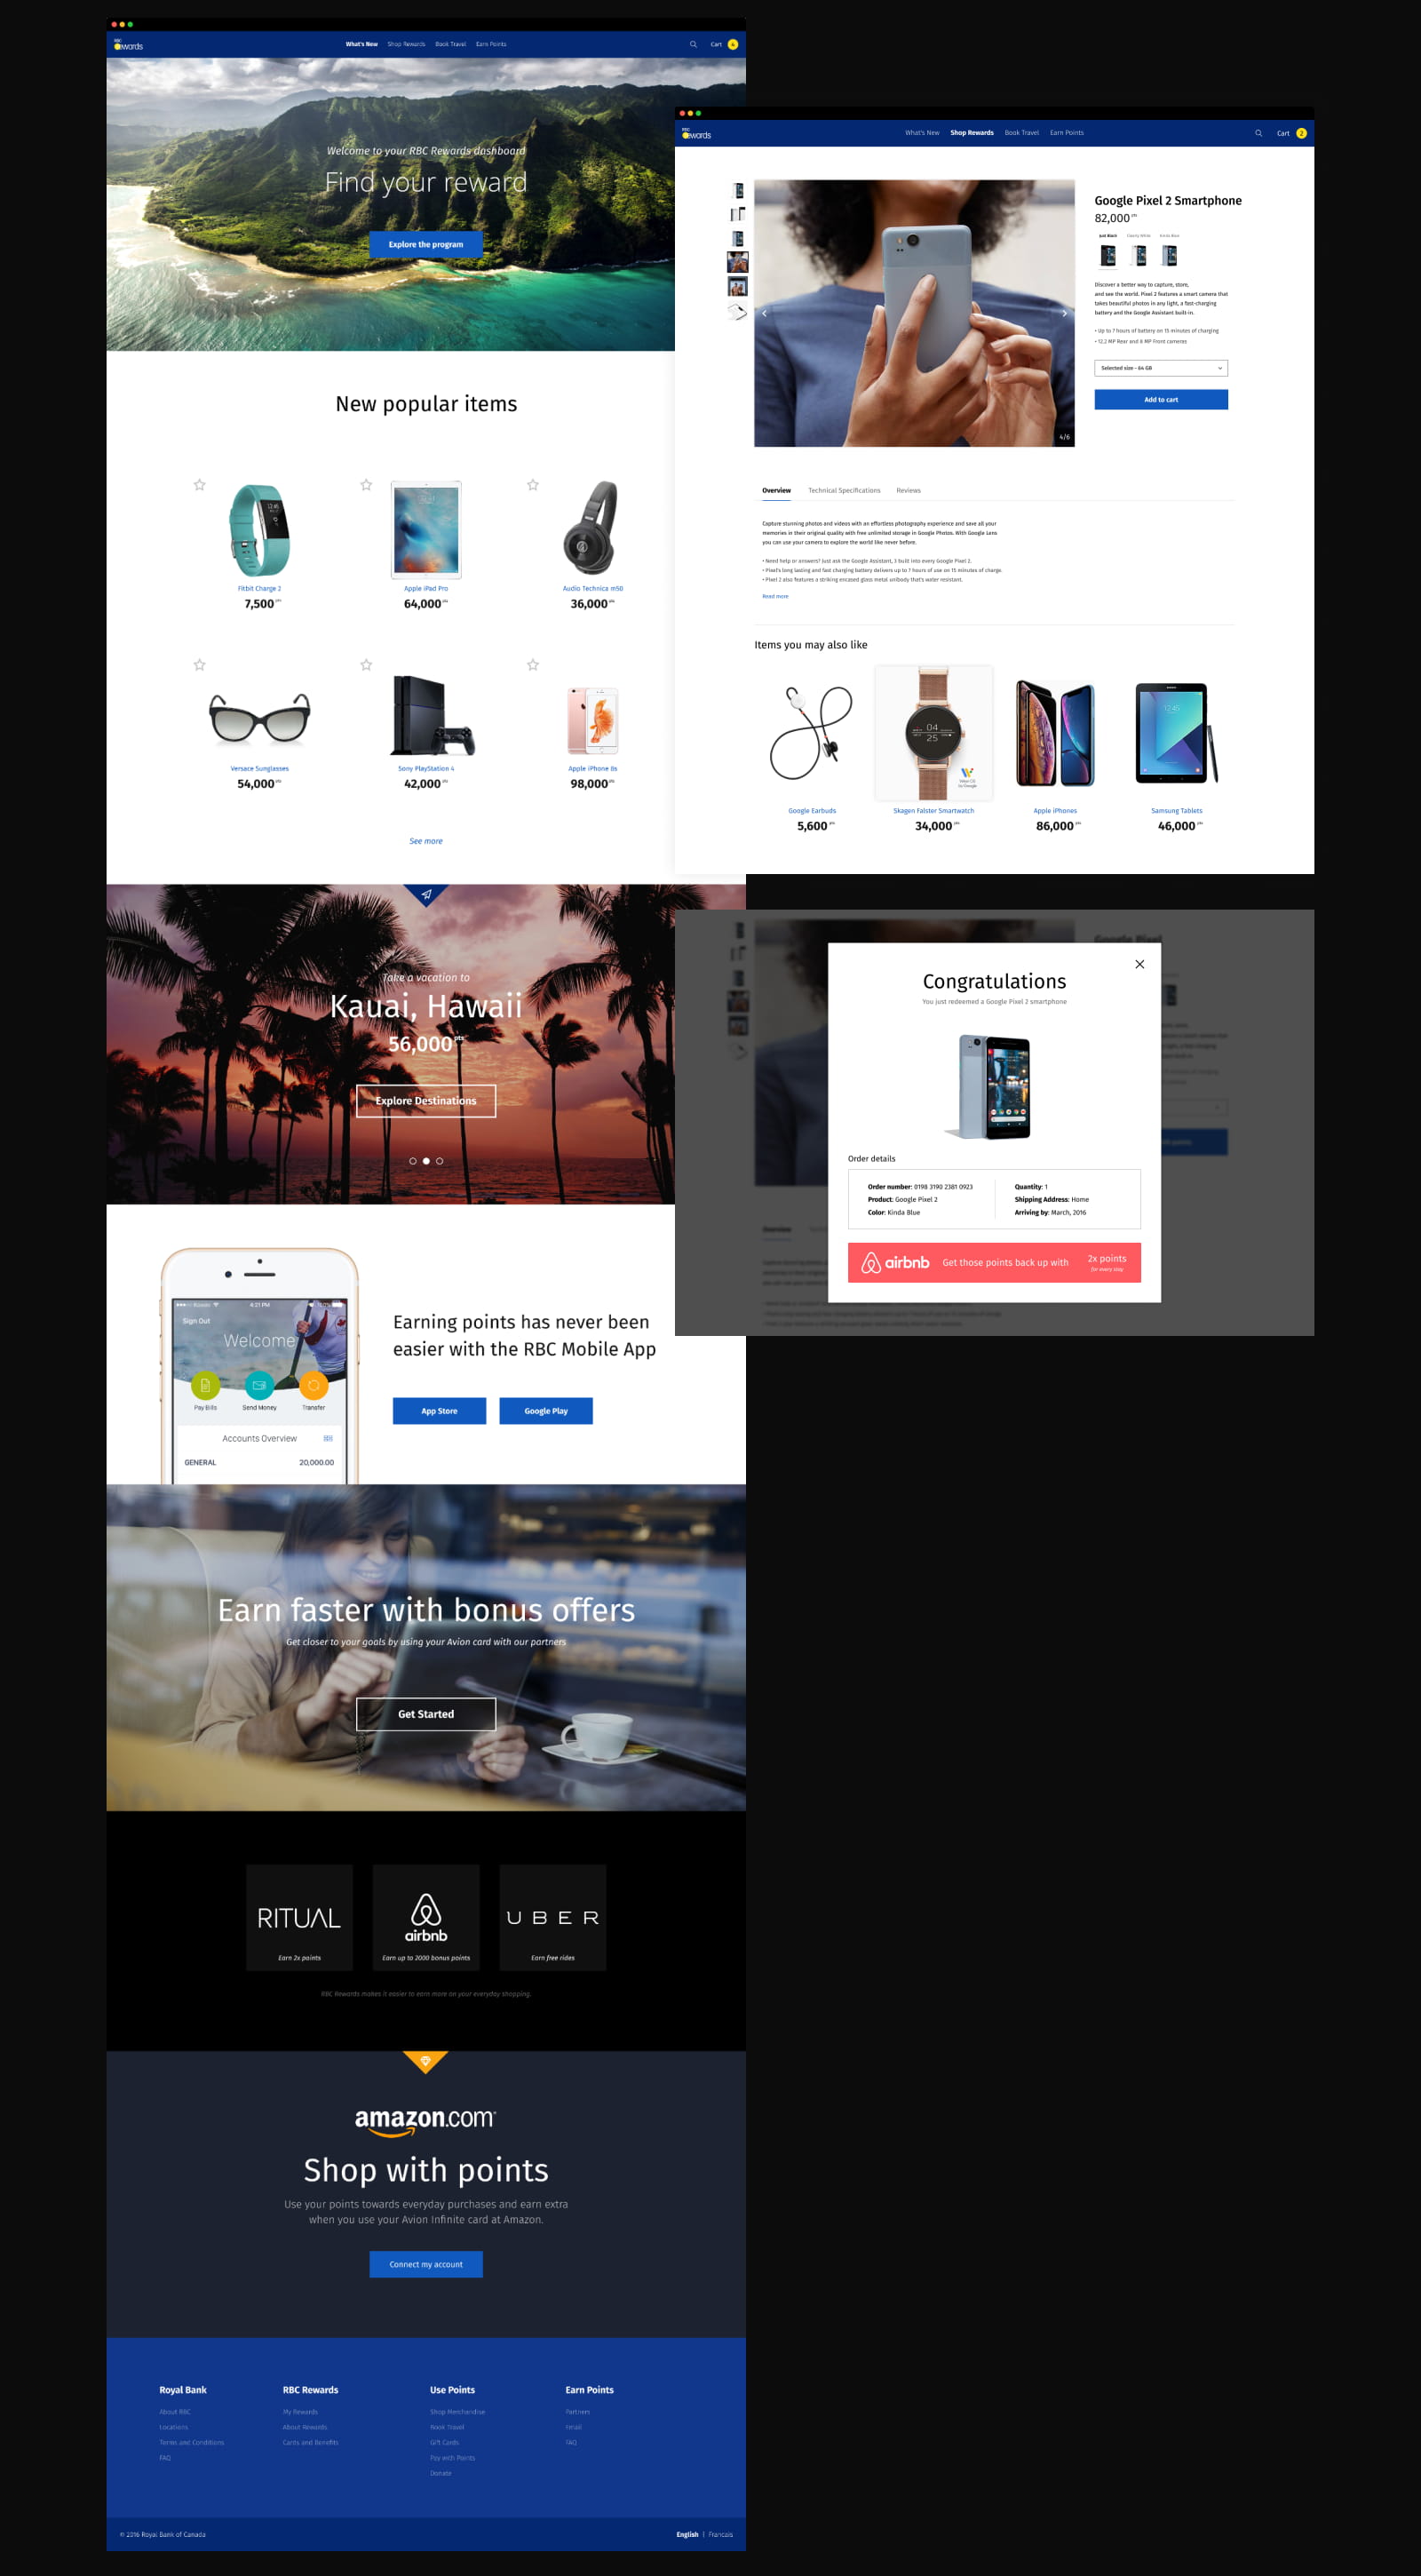 RBC
Rewards
What's New
Shop Rewards
Book Travel
Earn Points
Cart
4
Welcome to your RBC Rewards dashboard
Find your reward
Explore the program
New popular items
Fitbit Charge 2
7,500 pts
Apple iPad Pro
64,000 pts
Audio Technica m50
36,000 pts
Versace Sunglasses
54,000 pts
Sony PlayStation 4
42,000 pts
Apple iPhone 8s
98,000 pts
See more
Take a vacation to
Kauai, Hawaii
56,000 pts
Explore Destinations
4:21 PM
Sign Out
Welcome
Pay Bills
Send Money
Transfer
Accounts Overview
GENERAL
20,000.00
Earning points has never been
easier with the RBC Mobile App
App Store
Google Play
Earn faster with bonus offers
Get closer to your goals by using your Avion card with our partners
Get Started
RITUAL
Earn 2x points
airbnb
Earn up to 2000 bonus points
UBER
Earn free rides
RBC Rewards makes it easier to earn more on your everyday shopping.
amazon.com
Shop with points
Use your points towards everyday purchases and earn extra
when you use your Avion Infinite card at Amazon.
Connect my account
Royal Bank
About RBC
Locations
Terms and Conditions
FAQ
RBC Rewards
My Rewards
About Rewards
Cards and Benefits
Use Points
Shop Merchandise
Book Travel
Gift Cards
Pay with Points
Donate
Earn Points
Partners
Email
FAQ
© 2016 Royal Bank of Canada
English | Francais
RBC
Rewards
What's New
Shop Rewards
Book Travel
Earn Points
Cart
2
4/6
Google Pixel 2 Smartphone
82,000 pts
Just Black
Clearly White
Kinda Blue
Discover a better way to capture, store,
and see the world. Pixel 2 features a smart camera that
takes beautiful photos in any light, a fast-charging
battery and the Google Assistant built-in.
• Up to 7 hours of battery on 15 minutes of charging
• 12.2 MP Rear and 8 MP Front cameras
Selected size - 64 GB
Add to cart
Overview
Technical Specifications
Reviews
Capture stunning photos and videos with an effortless photography experience and save all your
memories in their original quality with free unlimited storage in Google Photos. With Google Lens
you can use your camera to explore the world like never before.
• Need help or answers? Just ask the Google Assistant, it built into every Google Pixel 2.
• Pixel's long lasting and fast charging battery delivers up to 7 hours of use on 15 minutes of charge.
• Pixel 2 also features a striking encased glass metal unibody that's water resistant.
Read more
Items you may also like
Google Earbuds
5,600 pts
04
25
Skagen Falster Smartwatch
34,000 pts
Apple iPhones
86,000 pts
12:45
Samsung Tablets
46,000 pts
Congratulations
You just redeemed a Google Pixel 2 smartphone
Order details
Order number: 0198 3190 2381 0923
Product: Google Pixel 2
Color: Kinda Blue
Quantity: 1
Shipping Address: Home
Arriving by: March, 2016
airbnb
Get those points back up with
2x points
for every stay